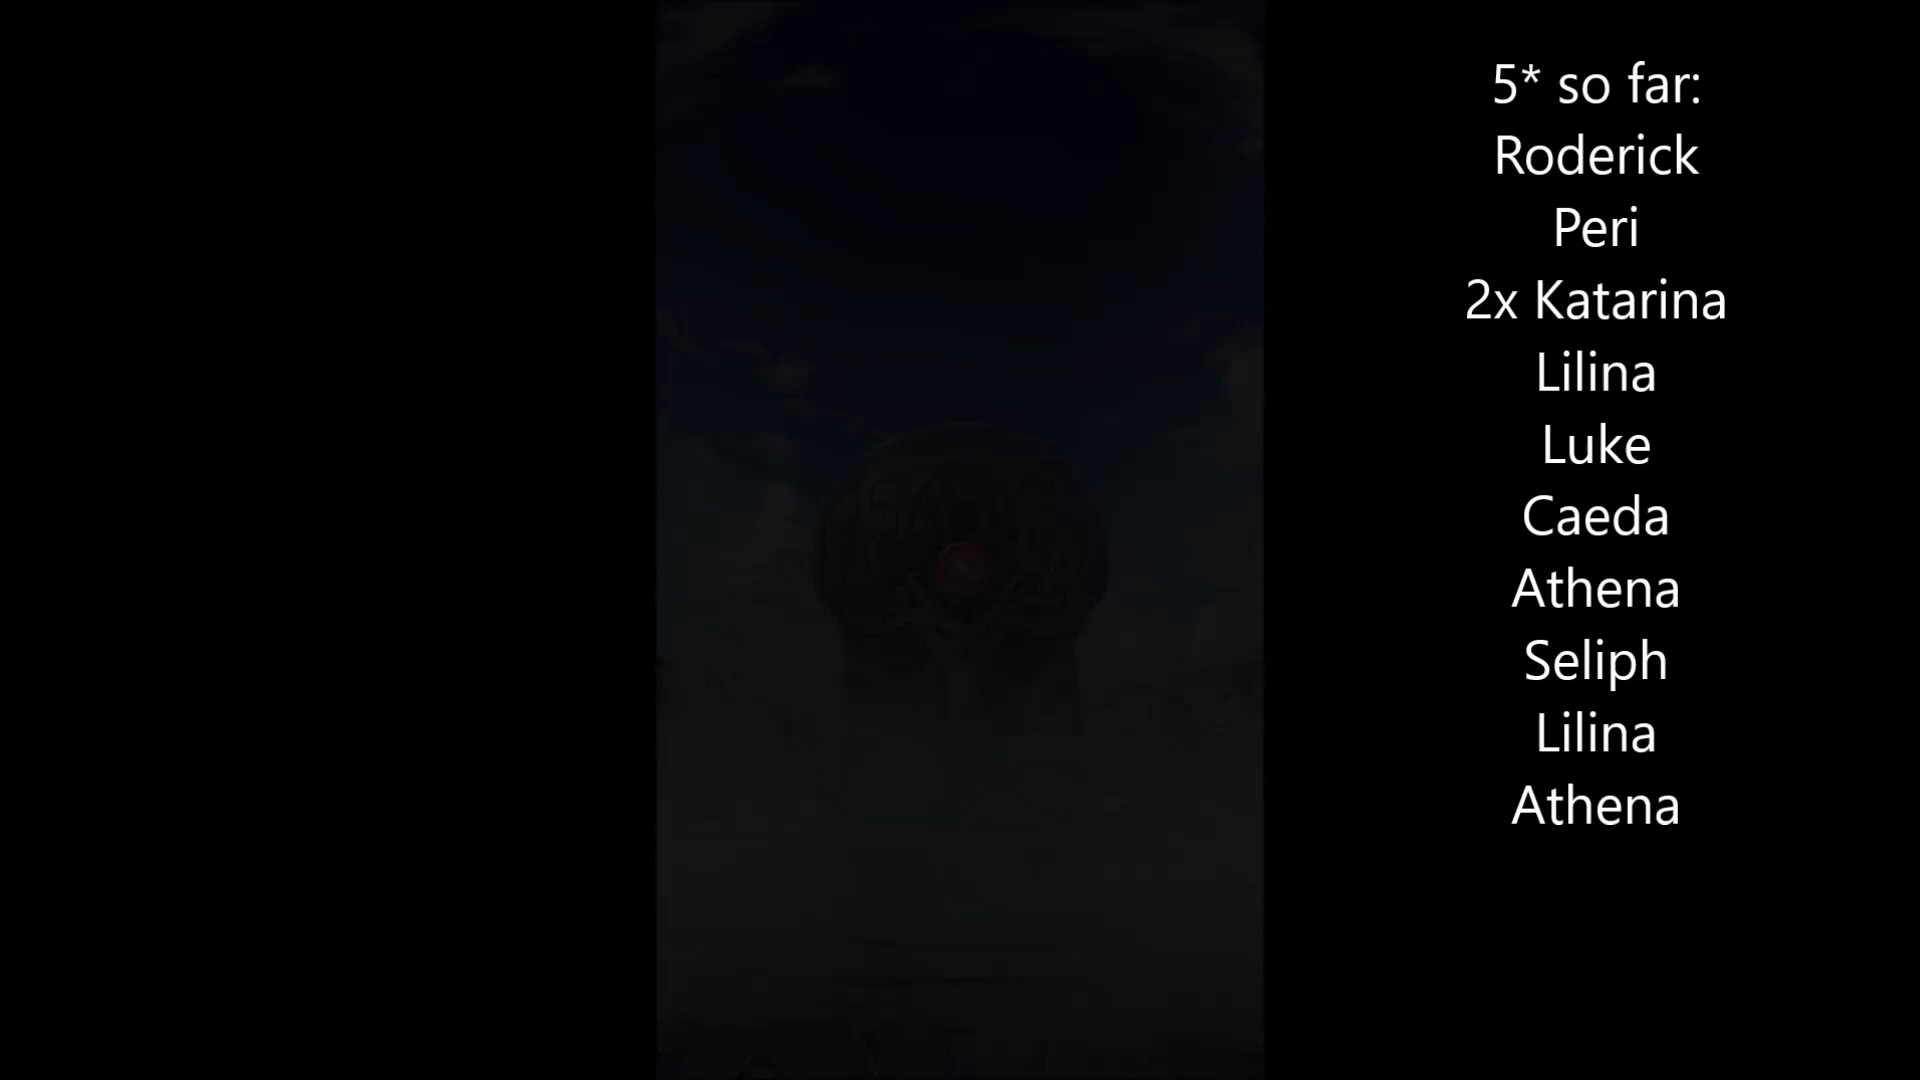 5* so far:
Roderick
Peri
2x Katarina
Lilina
Luke
Caeda
Athena
Seliph
Lilina
Athena